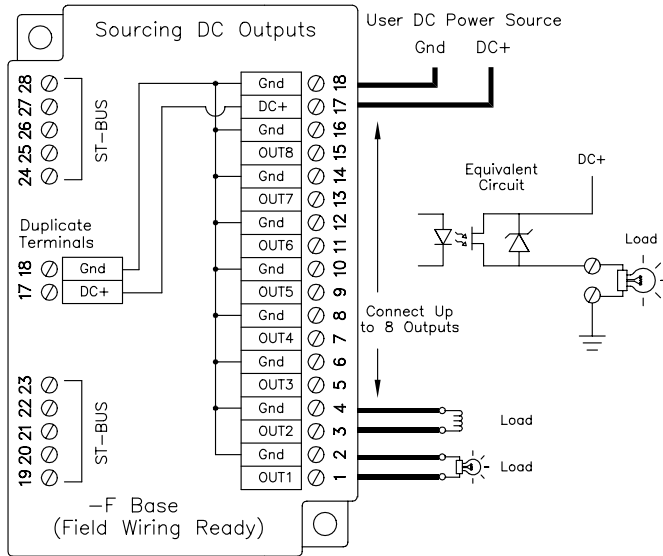 Sourcing DC Outputs
User DC Power Source
Gnd DC+
28
27
26
25
24
ST-BUS
Duplicate
Terminals
18 Gnd
17 DC+
23
22
21
20
19
ST-BUS
Gnd 18
DC+ 17
Gnd 16
OUT8 15
Gnd 14
OUT7 13
Gnd 12
OUT6 11
Gnd 10
OUT5 9
Gnd 8
OUT4 7
Gnd 6
OUT3 5
Gnd 4
OUT2 3
Gnd 2
OUT1 1
Equivalent
Circuit
DC+
Load
Connect Up
to 8 Outputs
Load
Load
-F Base
(Field Wiring Ready)